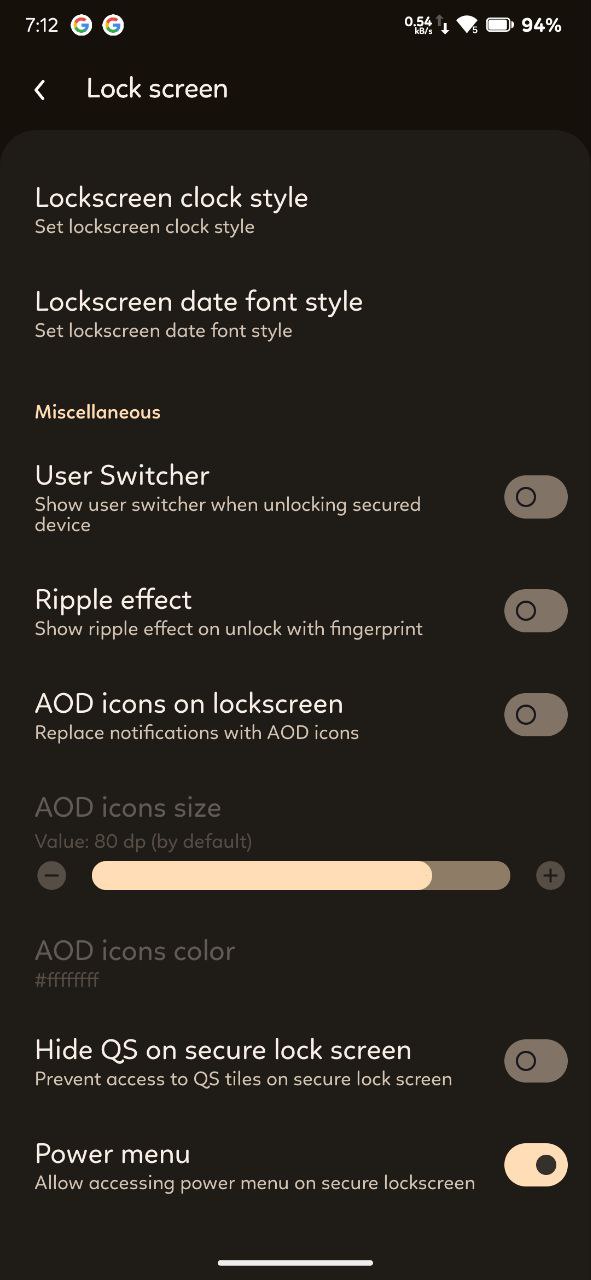 7:12 G G 0.54 kB/s 5 94%
Lock screen
Lockscreen clock style
Set lockscreen clock style
Lockscreen date font style
Set lockscreen date font style
Miscellaneous
User Switcher
Show user switcher when unlocking secured
device
Ripple effect
Show ripple effect on unlock with fingerprint
AOD icons on lockscreen
Replace notifications with AOD icons
AOD icons size
Value: 80 dp (by default)
AOD icons color
#ffffffff
Hide QS on secure lock screen
Prevent access to QS tiles on secure lock screen
Power menu
Allow accessing power menu on secure lockscreen